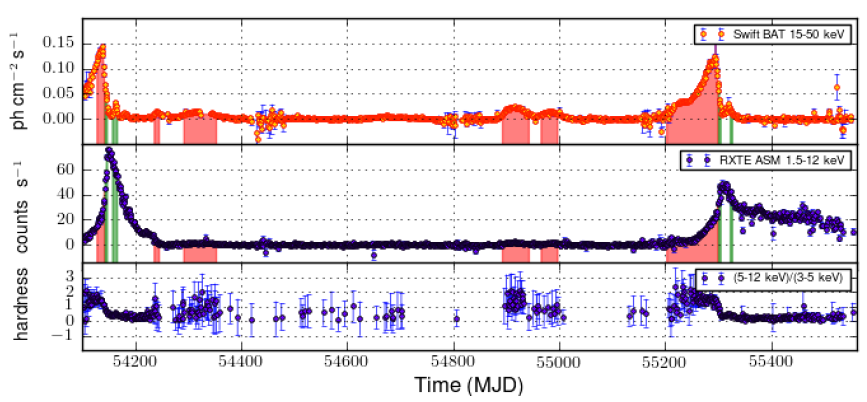 Swift BAT 15-50 keV
ph cm⁻² s⁻¹
0.15
0.10
0.05
0.00
RXTE ASM 1.5-12 keV
counts s⁻¹
60
40
20
0
(5-12 keV)/(3-5 keV)
hardness
3
2
1
0
−1
54200 54400 54600 54800 55000 55200 55400
Time (MJD)